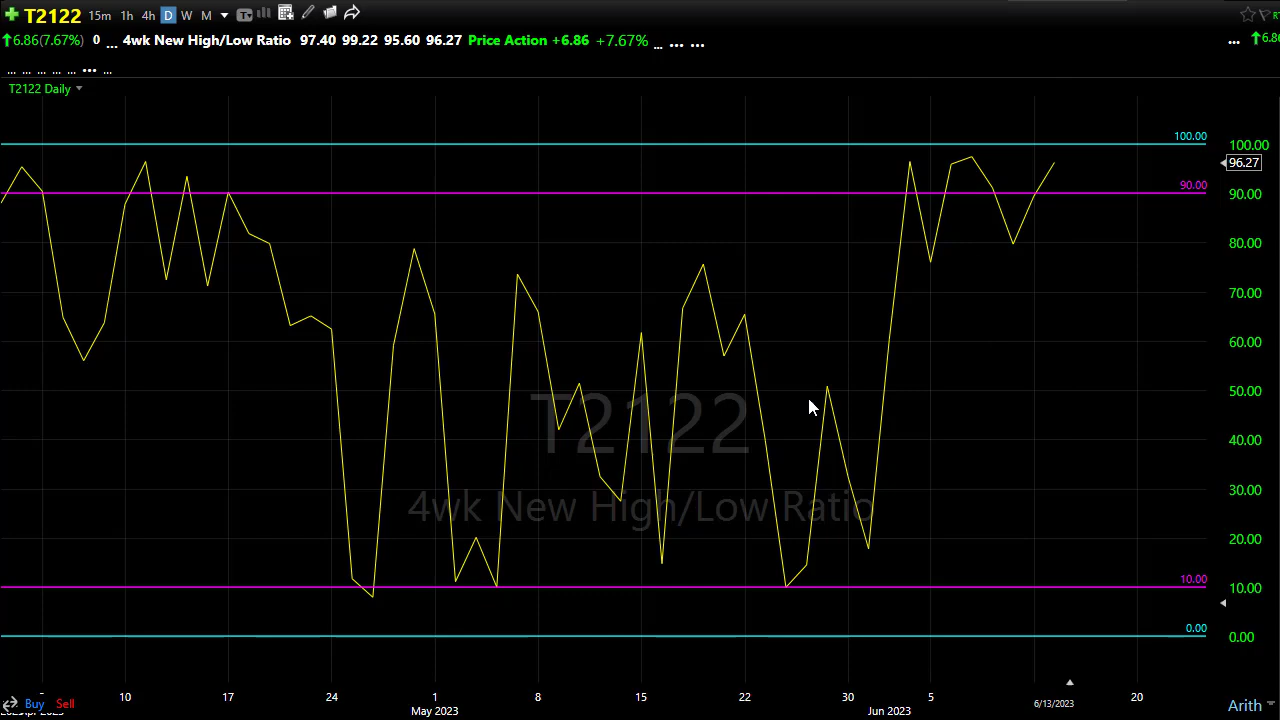 T2122 15m 1h 4h D W M
6.86(7.67%) 0 ... 4wk New High/Low Ratio 97.40 99.22 95.60 96.27 Price Action +6.86 +7.67% ... ... ... ... 6.8
... ... ... ... ... ... ...
T2122 Daily
100.00
100.00
96.27
90.00
90.00
80.00
70.00
60.00
50.00
T2122
40.00
4wk New High/Low Ratio
30.00
20.00
10.00
10.00
0.00
0.00
10 17 24 1 8 15 22 30 5 6/13/2023 20
Buy Sell
May 2023 Jun 2023
Arith